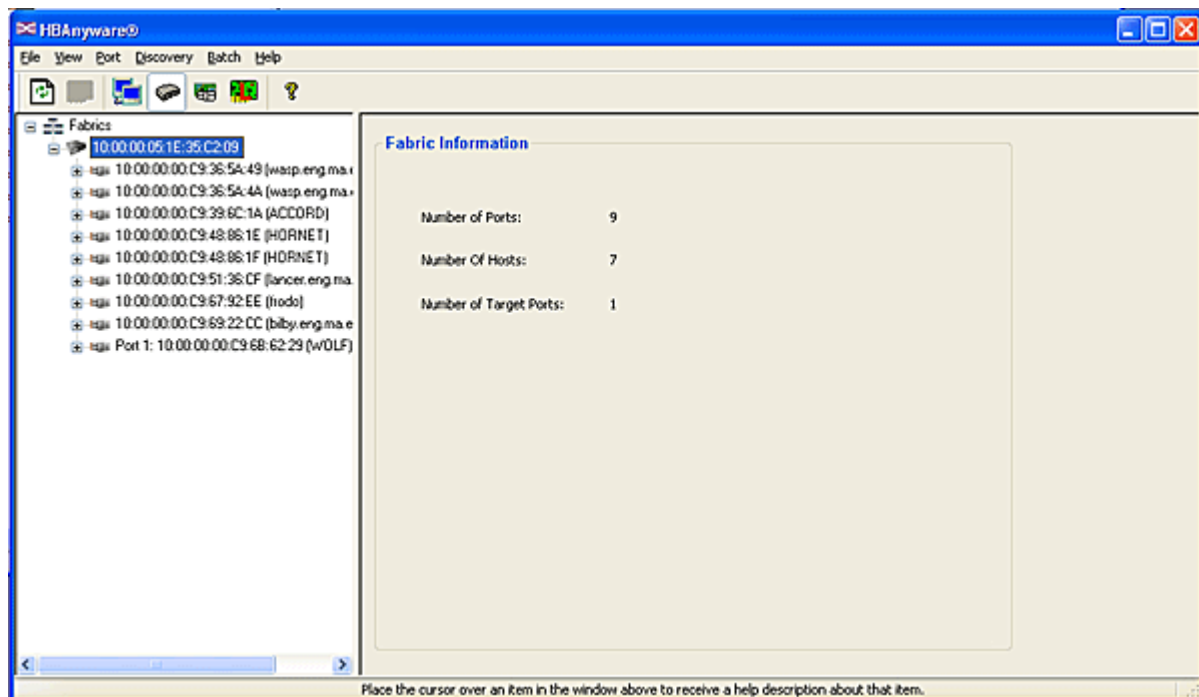 HBAnyware®
File View Port Discovery Batch Help
Fabrics
10:00:00:05:1E:35:C2:09
10:00:00:00:C9:36:5A:49 (wasp.eng.ma.
10:00:00:00:C9:36:5A:4A (wasp.eng.ma.
10:00:00:00:C9:39:6C:1A (ACCORD)
10:00:00:00:C9:48:86:1E (HORNET)
10:00:00:00:C9:48:86:1F (HORNET)
10:00:00:00:C9:51:36:CF (lancer.eng.ma.
10:00:00:00:C9:67:92:EE (frodo)
10:00:00:00:C9:69:22:CC (bilby.eng.ma.e
Port 1: 10:00:00:00:C9:6B:62:29 (WOLF)
Fabric Information
Number of Ports: 9
Number Of Hosts: 7
Number of Target Ports: 1
Place the cursor over an item in the window above to receive a help description about that item.